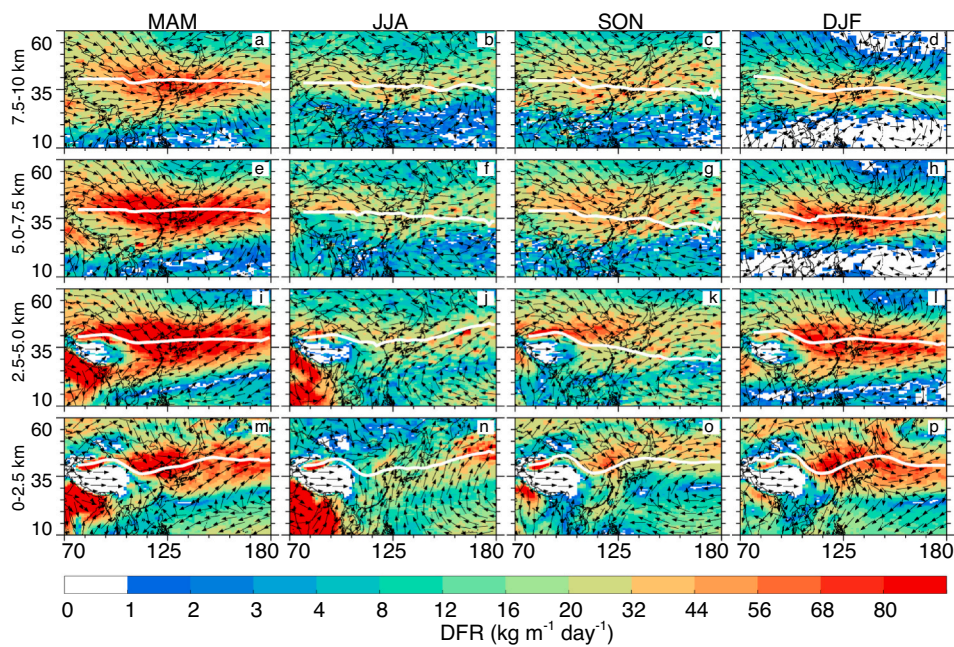 MAM JJA SON DJF
7.5-10 km 60 35 10 a b c d
5.0-7.5 km 60 35 10 e f g h
2.5-5.0 km 60 35 10 i j k l
0-2.5 km 60 35 10 m n o p
70 125 180 70 125 180 70 125 180 70 125 180
0 1 2 3 4 8 12 16 20 32 44 56 68 80
DFR (kg m⁻¹ day⁻¹)